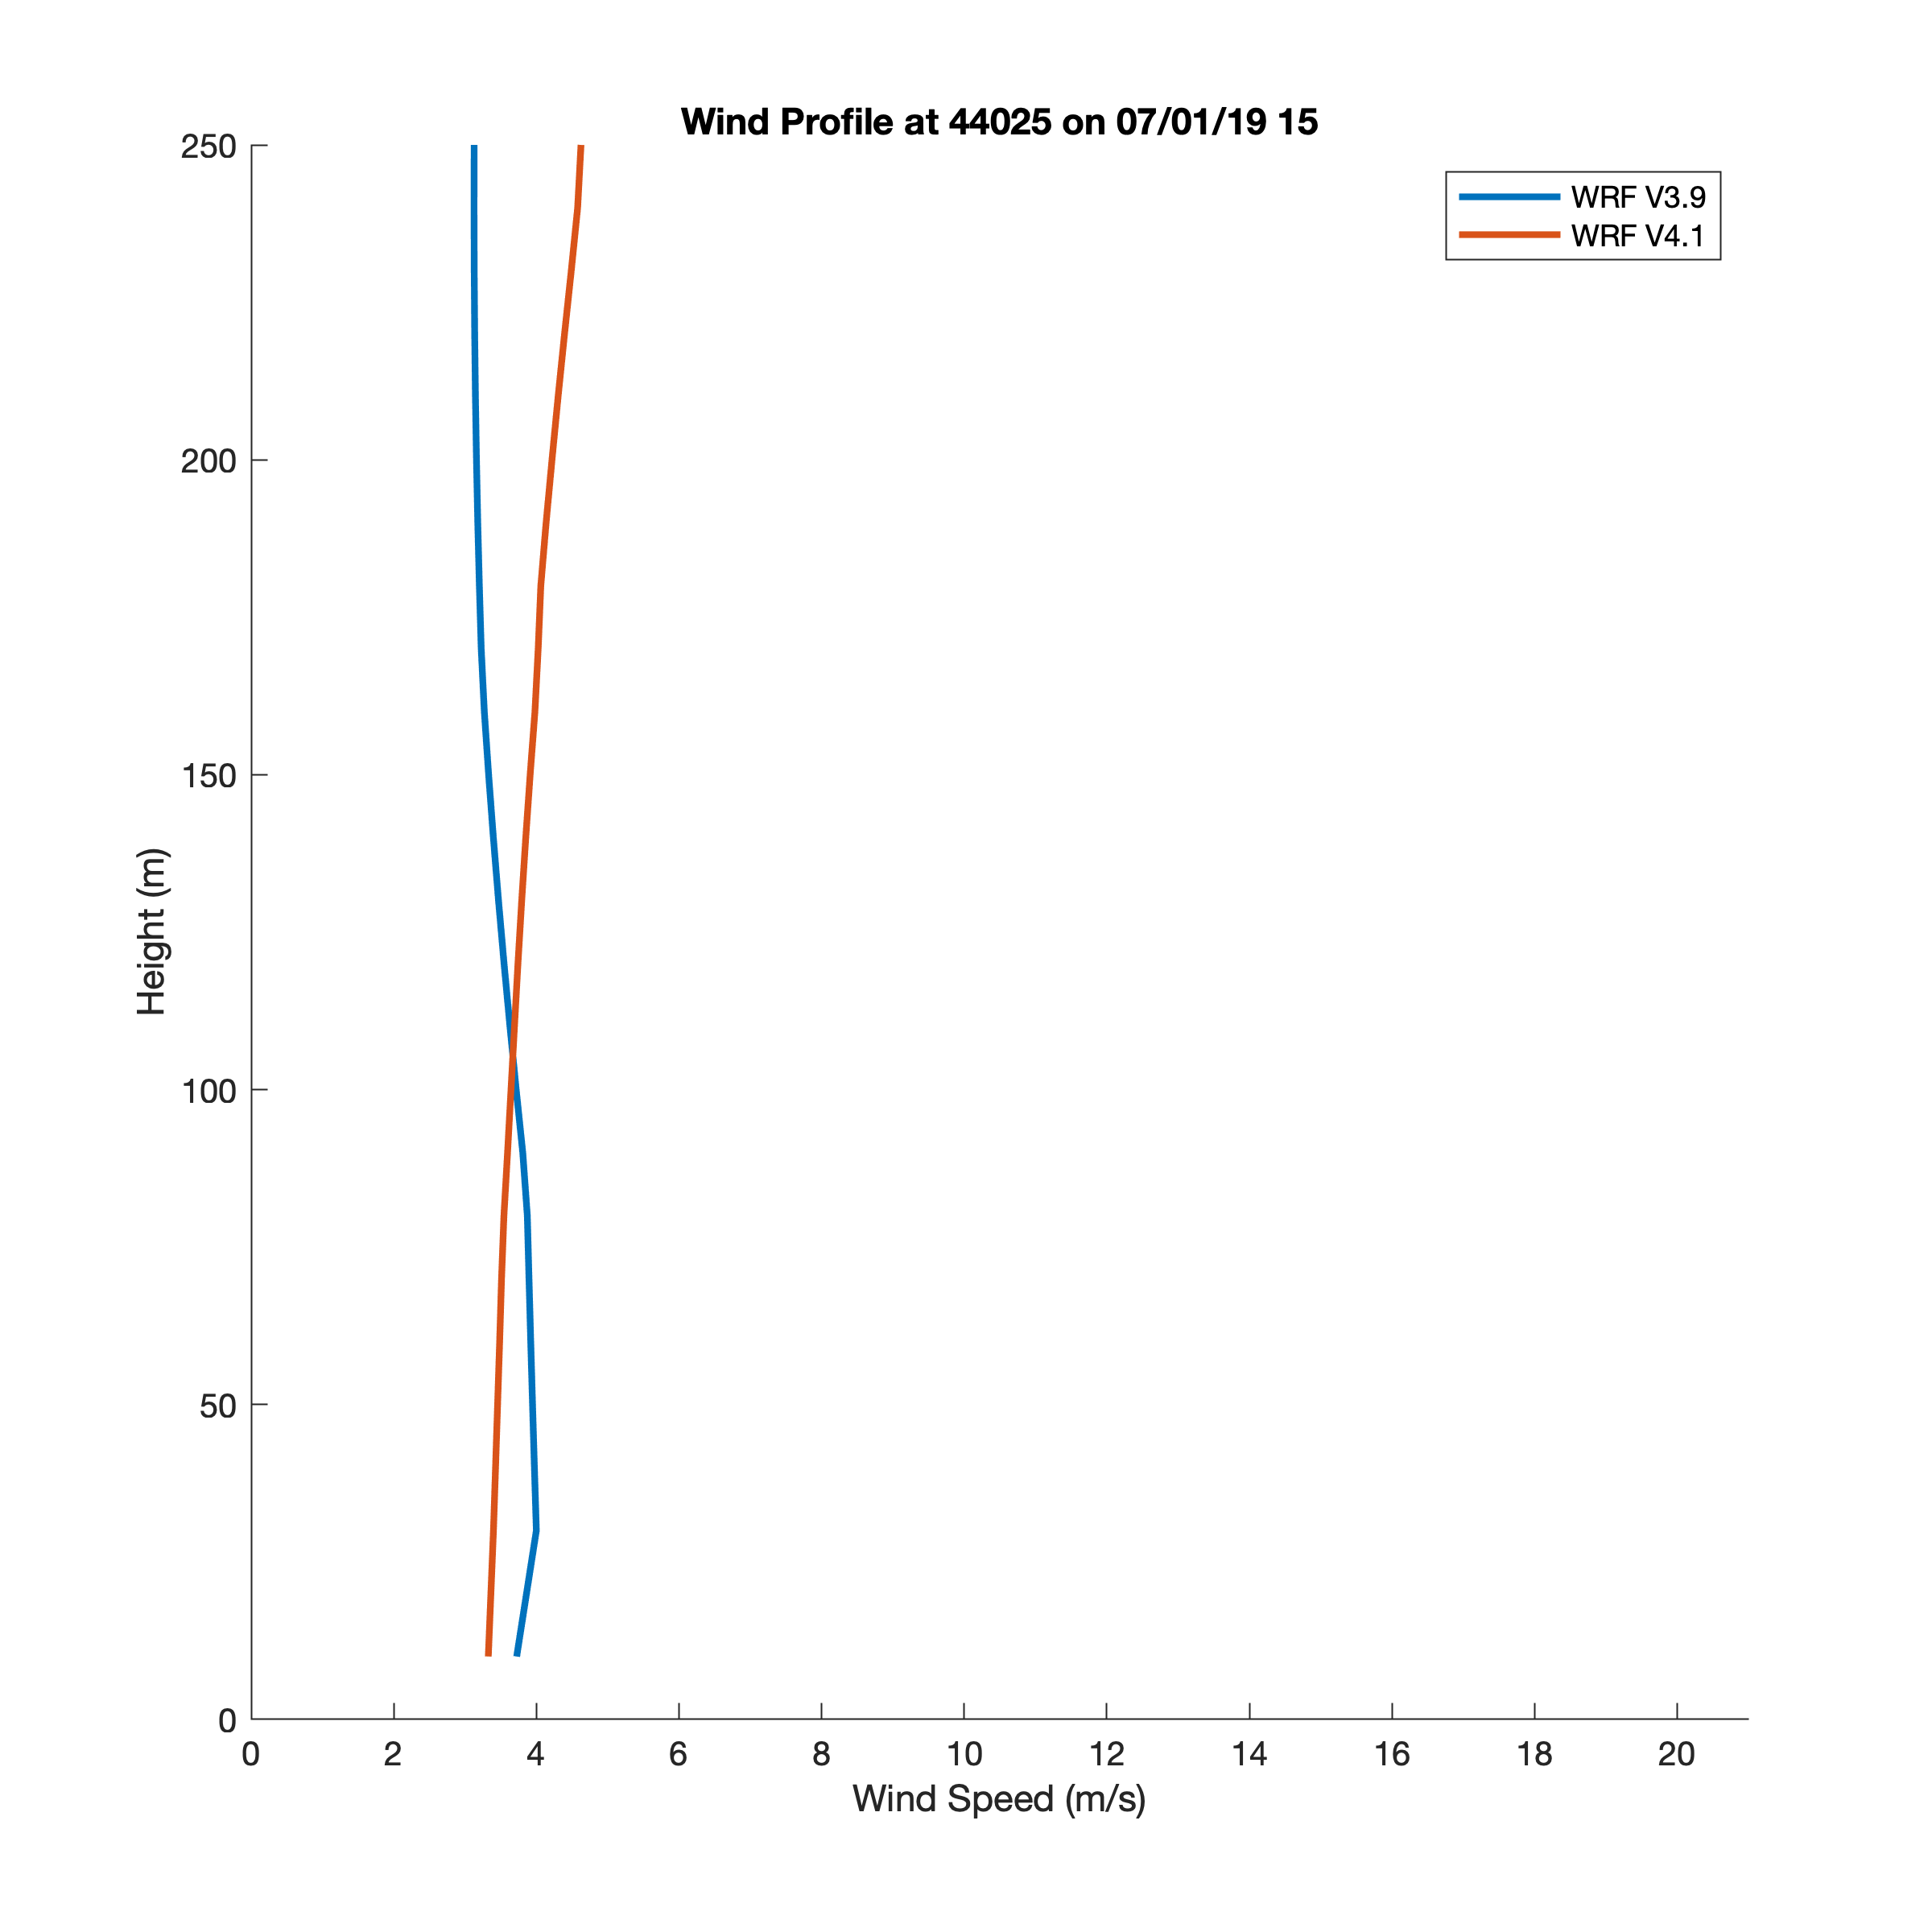 Wind Profile at 44025 on 07/01/19 15
WRF V3.9
WRF V4.1
250
200
150
100
50
0
Height (m)
0 2 4 6 8 10 12 14 16 18 20
Wind Speed (m/s)